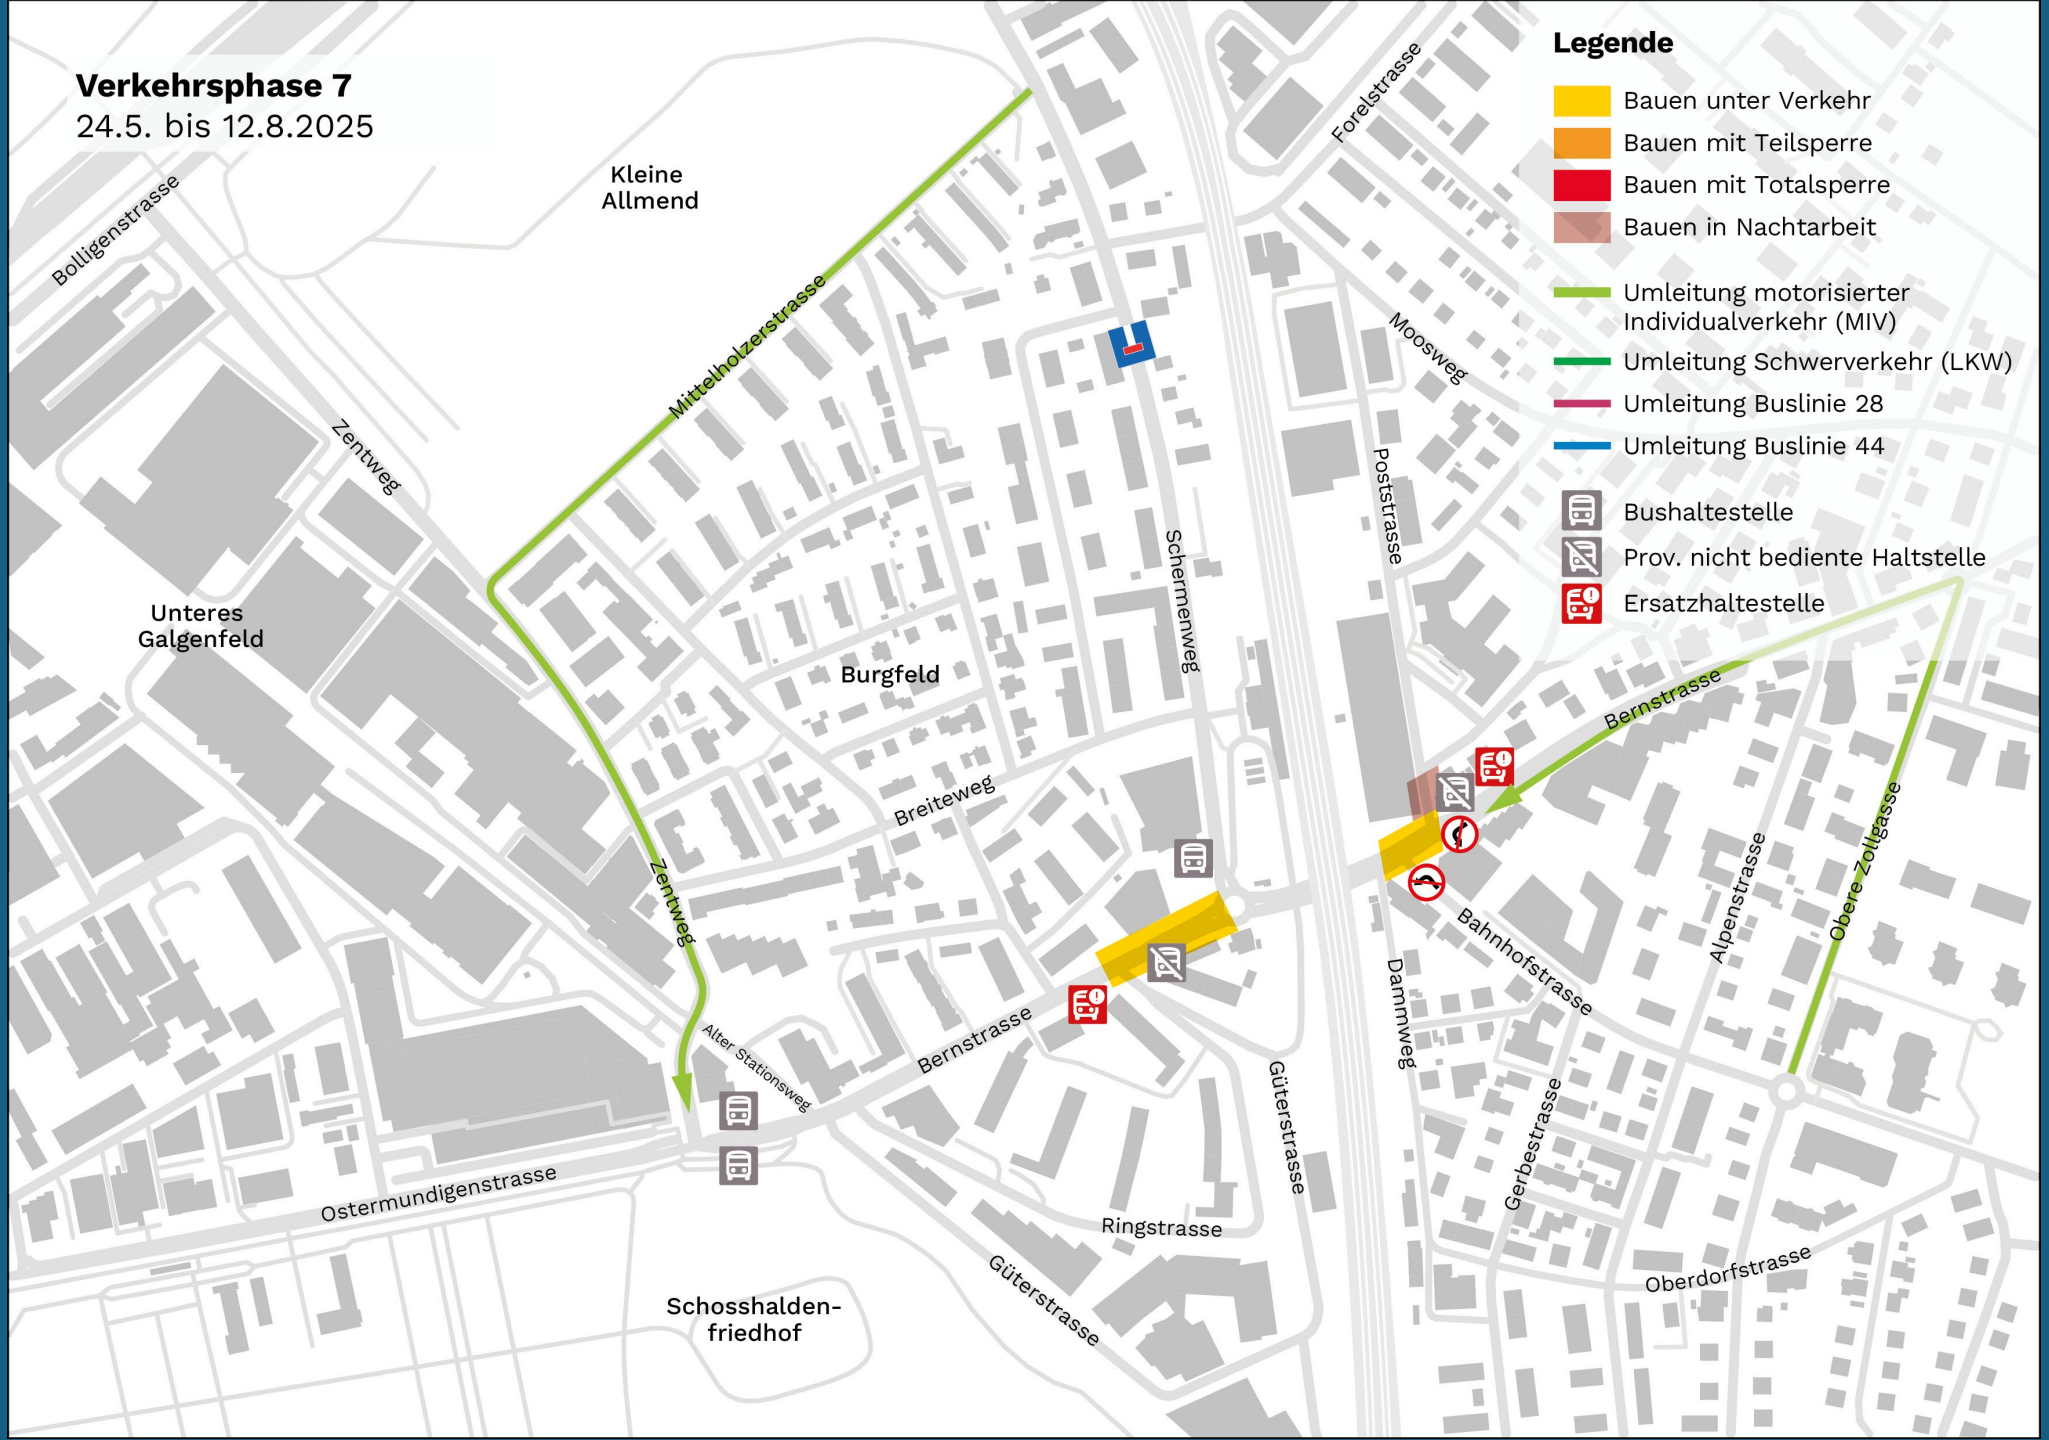 Verkehrsphase 7
24.5. bis 12.8.2025
Legende
Bauen unter Verkehr
Bauen mit Teilsperre
Bauen mit Totalsperre
Bauen in Nachtarbeit
Umleitung motorisierter
Individualverkehr (MIV)
Umleitung Schwerverkehr (LKW)
Umleitung Buslinie 28
Umleitung Buslinie 44
Bushaltestelle
Prov. nicht bediente Haltstelle
Ersatzhaltestelle
Bolligenstrasse
Kleine
Allmend
Forelstrasse
Mittelholzerstrasse
Moosweg
Zentweg
Poststrasse
Schermenweg
Unteres
Galgenfeld
Burgfeld
Bernstrasse
Breiteweg
Zentweg
Alpenstrasse
Obere Zollgasse
Bahnhofstrasse
Dammweg
Bernstrasse
Alter Stationsweg
Güterstrasse
Gerbestrasse
Ostermundigenstrasse
Ringstrasse
Oberdorfstrasse
Güterstrasse
Schosshalden-
friedhof